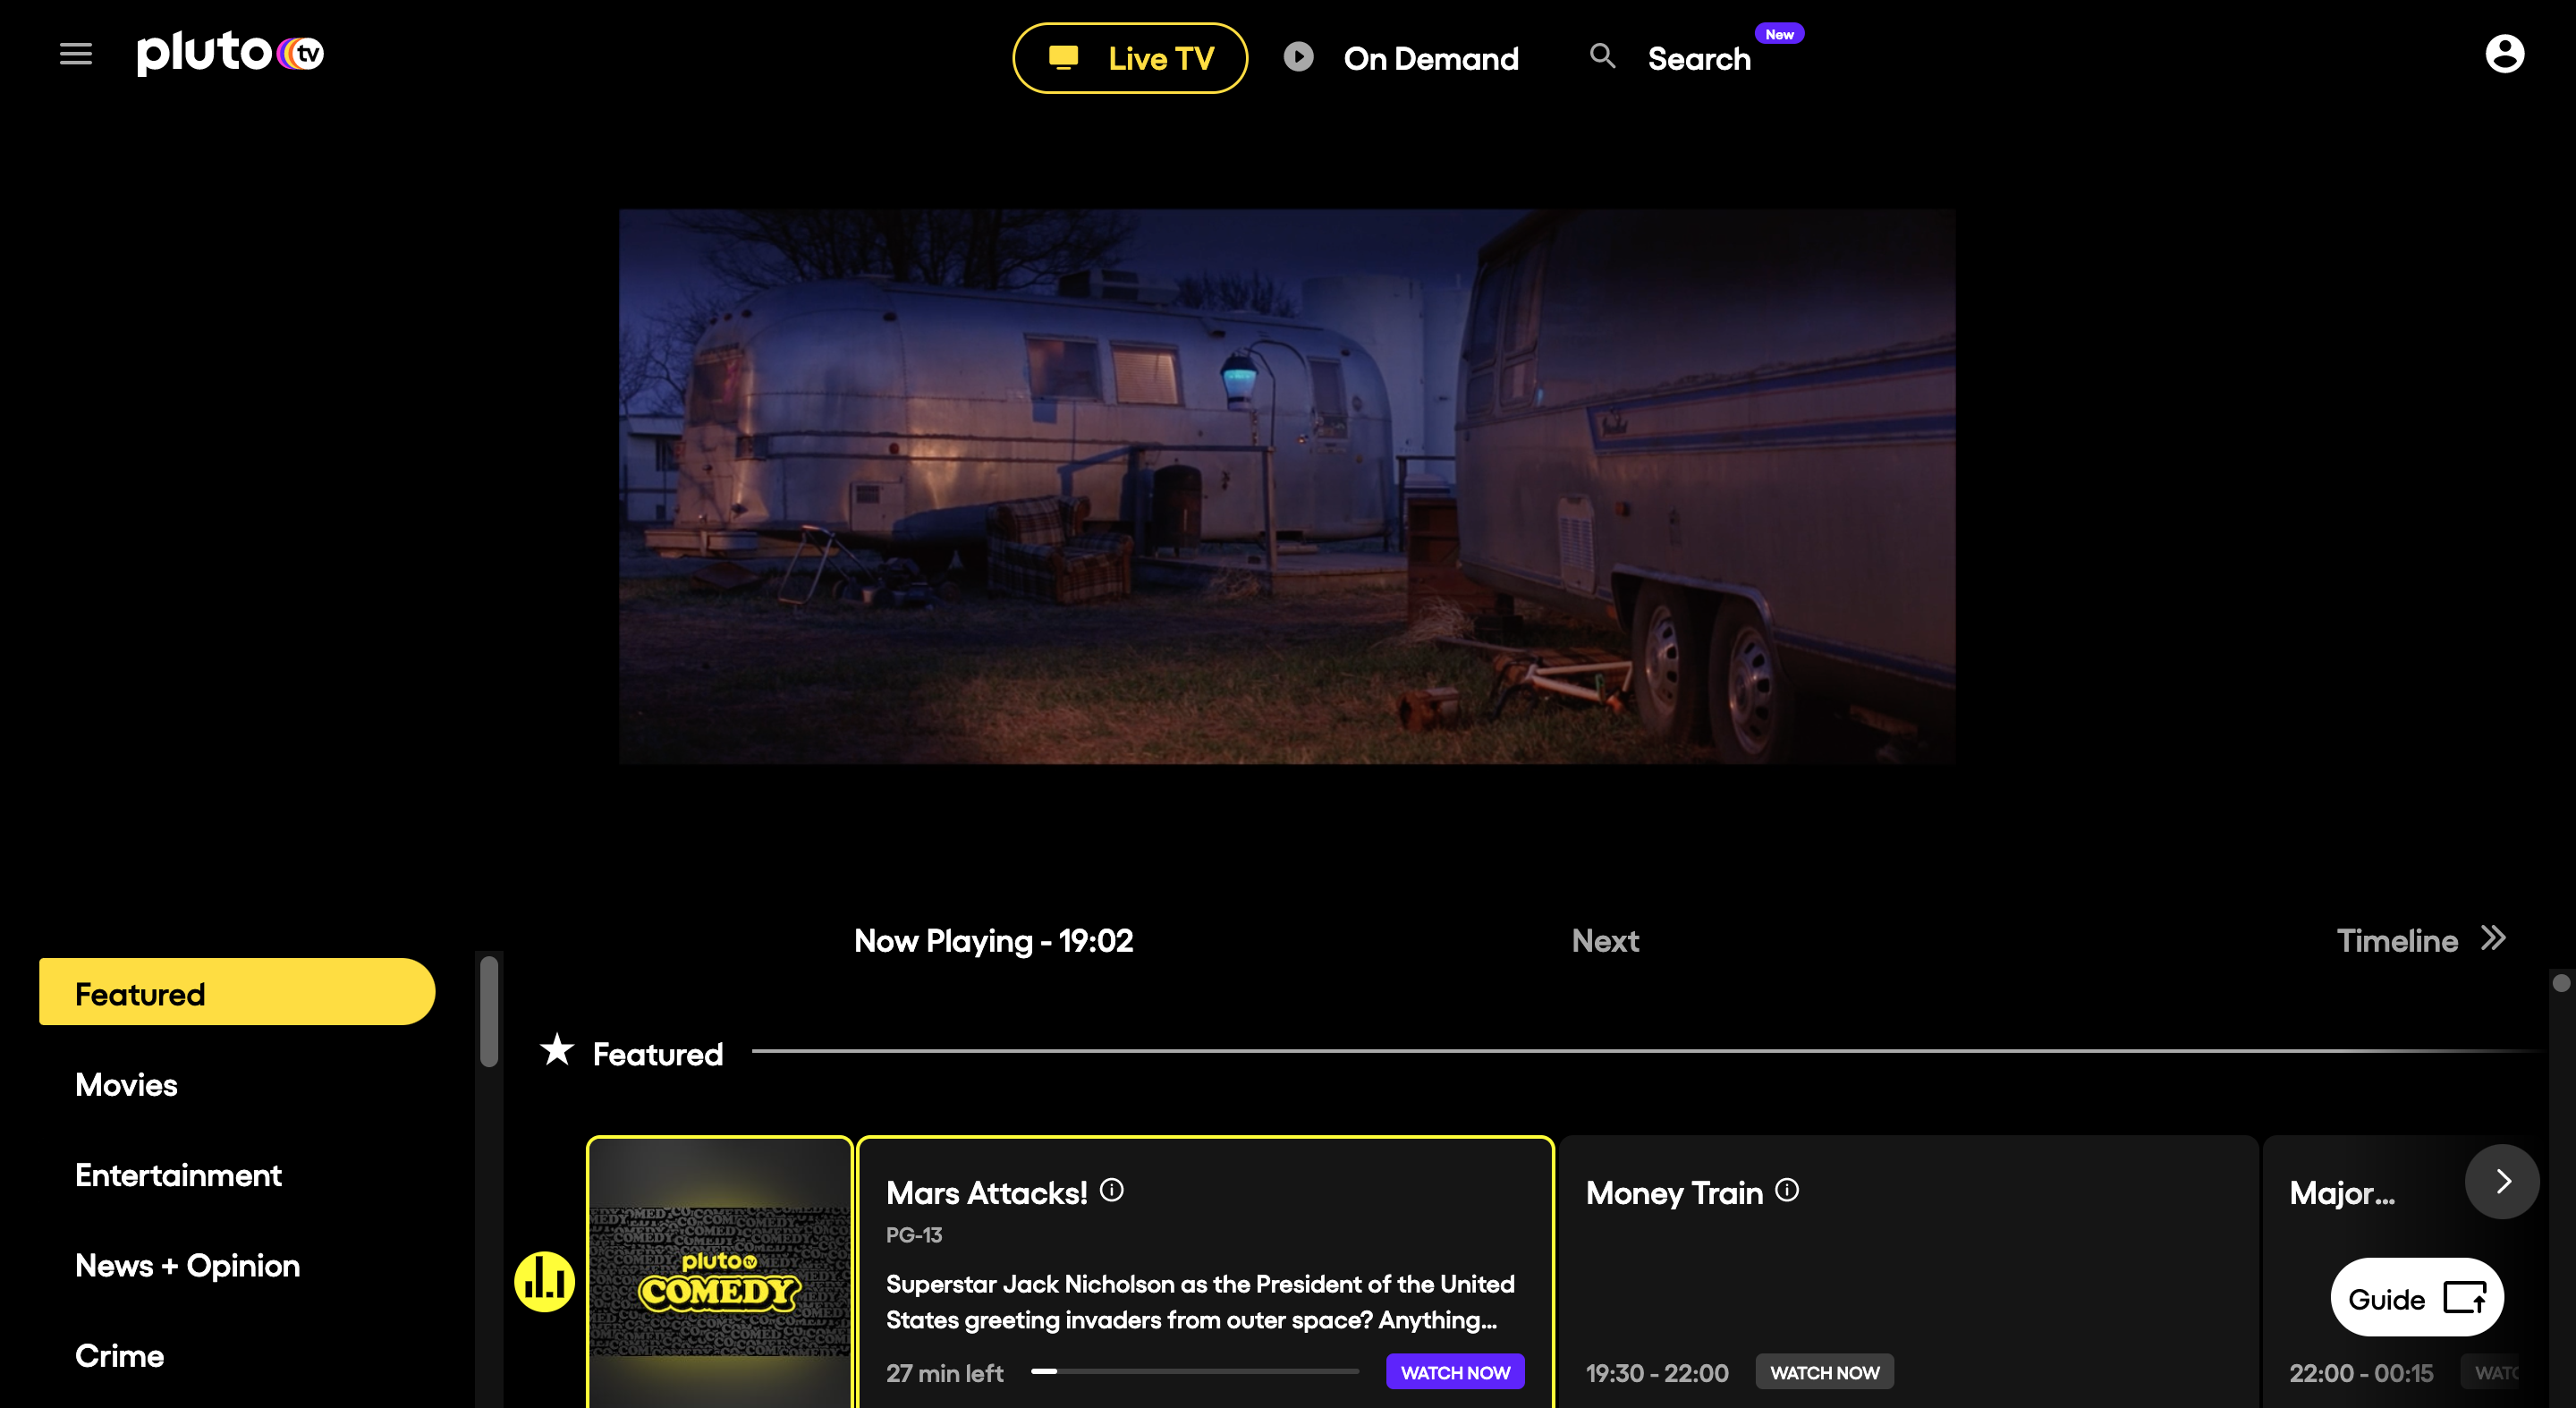 pluto tv
Live TV
On Demand
Search
New
Now Playing - 19:02
Next
Timeline
Featured
Movies
Entertainment
News + Opinion
Crime
Featured
pluto tv
COMEDY
Mars Attacks!
PG-13
Superstar Jack Nicholson as the President of the United
States greeting invaders from outer space? Anything...
27 min left
WATCH NOW
Money Train
19:30 - 22:00
WATCH NOW
Major...
Guide
22:00 - 00:15